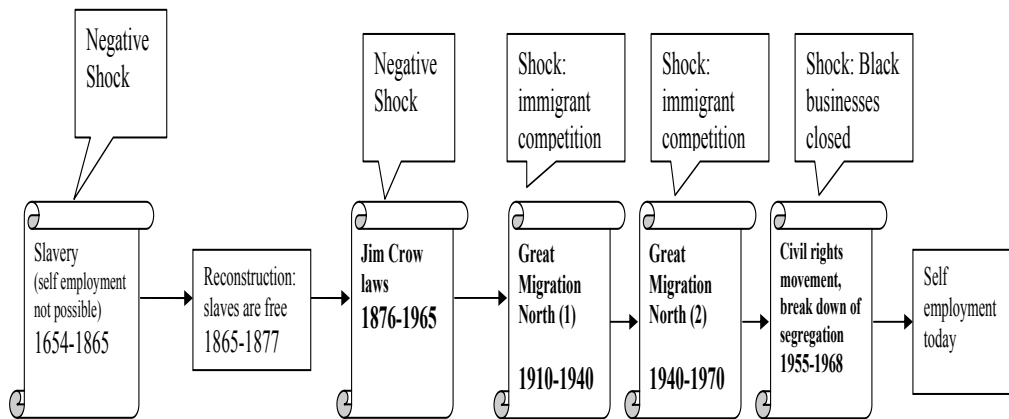 Negative
Shock
Negative
Shock
Shock:
immigrant
competition
Shock:
immigrant
competition
Shock: Black
businesses
closed
Slavery
(self employment
not possible)
1654-1865
Reconstruction:
slaves are free
1865-1877
Jim Crow
laws
1876-1965
Great
Migration
North (1)
1910-1940
Great
Migration
North (2)
1940-1970
Civil rights
movement,
break down of
segregation
1955-1968
Self
employment
today